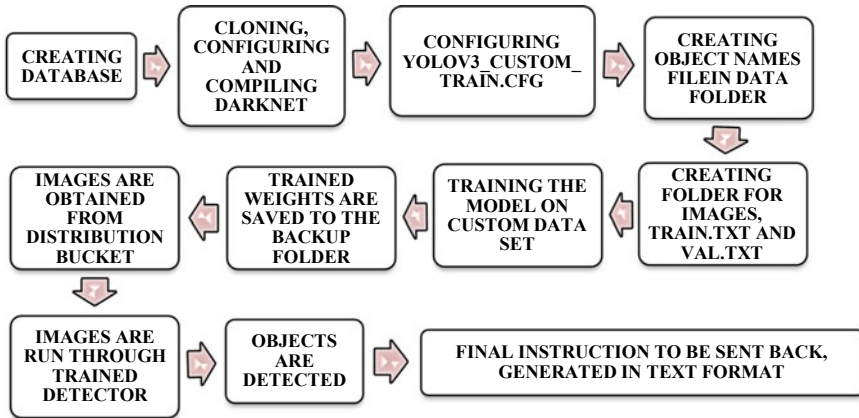 CREATING
DATABASE
CLONING,
CONFIGURING
AND
COMPILING
DARKNET
CONFIGURING
YOLOV3_CUSTOM_
TRAIN.CFG
CREATING
OBJECT NAMES
FILEIN DATA
FOLDER
CREATING
FOLDER FOR
IMAGES,
TRAIN.TXT AND
VAL.TXT
TRAINING THE
MODEL ON
CUSTOM DATA
SET
TRAINED
WEIGHTS ARE
SAVED TO THE
BACKUP
FOLDER
IMAGES ARE
OBTAINED
FROM
DISTRIBUTION
BUCKET
IMAGES ARE
RUN THROUGH
TRAINED
DETECTOR
OBJECTS
ARE
DETECTED
FINAL INSTRUCTION TO BE SENT BACK,
GENERATED IN TEXT FORMAT